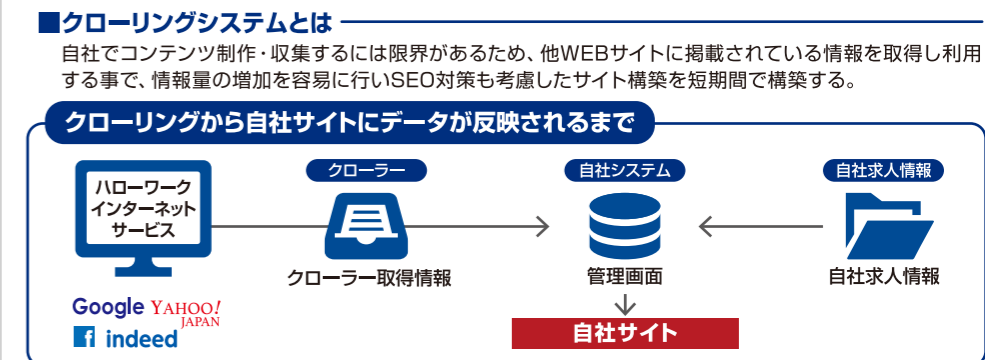 ■クローリングシステムとは
自社でコンテンツ制作・収集するには限界があるため、他WEBサイトに掲載されている情報を取得し利用
する事で、情報量の増加を容易に行いSEO対策も考慮したサイト構築を短期間で構築する。
クローリングから自社サイトにデータが反映されるまで
ハローワーク
インターネット
サービス
Google YAHOO!
JAPAN
f indeed
クローラー
クローラー取得情報
自社システム
管理画面
自社サイト
自社求人情報
自社求人情報